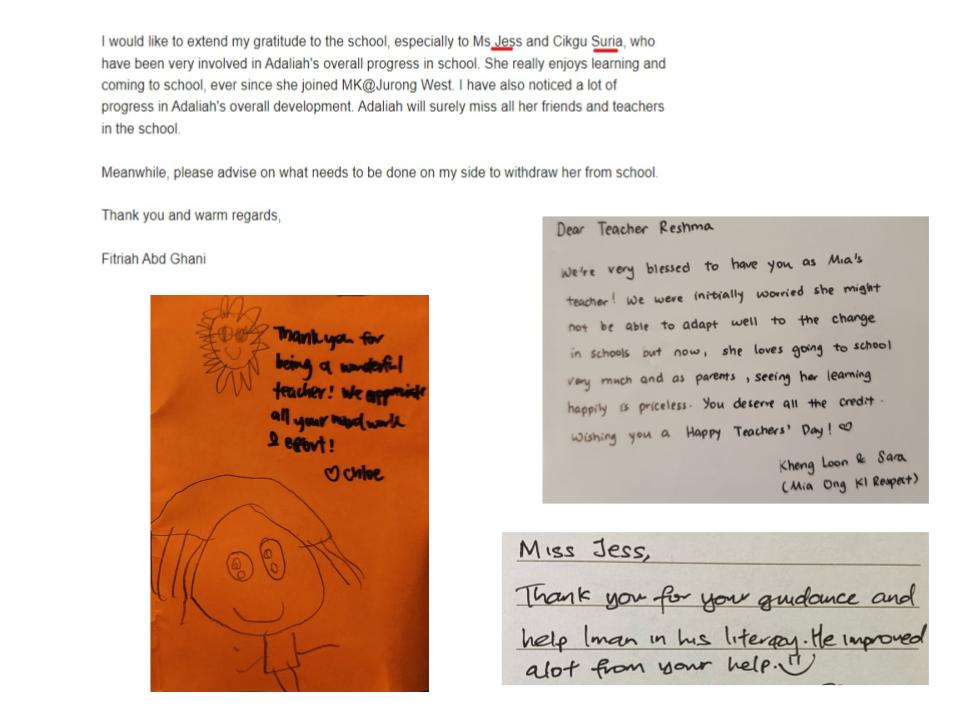 I would like to extend my gratitude to the school, especially to Ms Jess and Cikgu Suria, who
have been very involved in Adaliah's overall progress in school. She really enjoys learning and
coming to school, ever since she joined MK@Jurong West. I have also noticed a lot of
progress in Adaliah's overall development. Adaliah will surely miss all her friends and teachers
in the school.
Meanwhile, please advise on what needs to be done on my side to withdraw her from school.
Thank you and warm regards,
Fitriah Abd Ghani
Thank you for
being a wonderful
teacher! We appreciate
all your hard work
& effort!
♡ Chloe
Dear Teacher Reshma
We're very blessed to have you as Mia's
teacher! We were initially worried she might
not be able to adapt well to the change
in schools but now, she loves going to school
very much and as parents, seeing her learning
happily is priceless. You deserve all the credit.
Wishing you a Happy Teachers' Day! ♡
Kheng Loon & Sara
(Mia Ong K1 Respect)
Miss Jess,
Thank you for your guidance and
help Iman in his literacy. He improved
alot from your help.